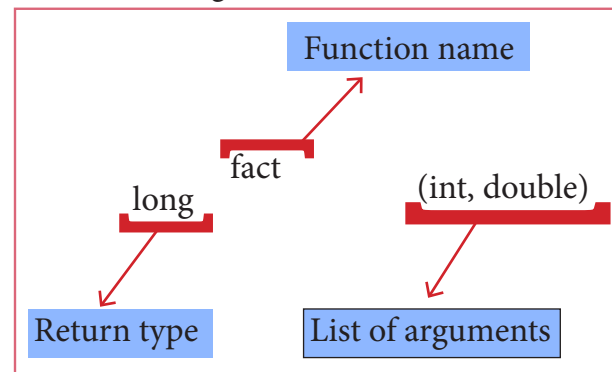 Function name
fact
long
(int, double)
Return type
List of arguments